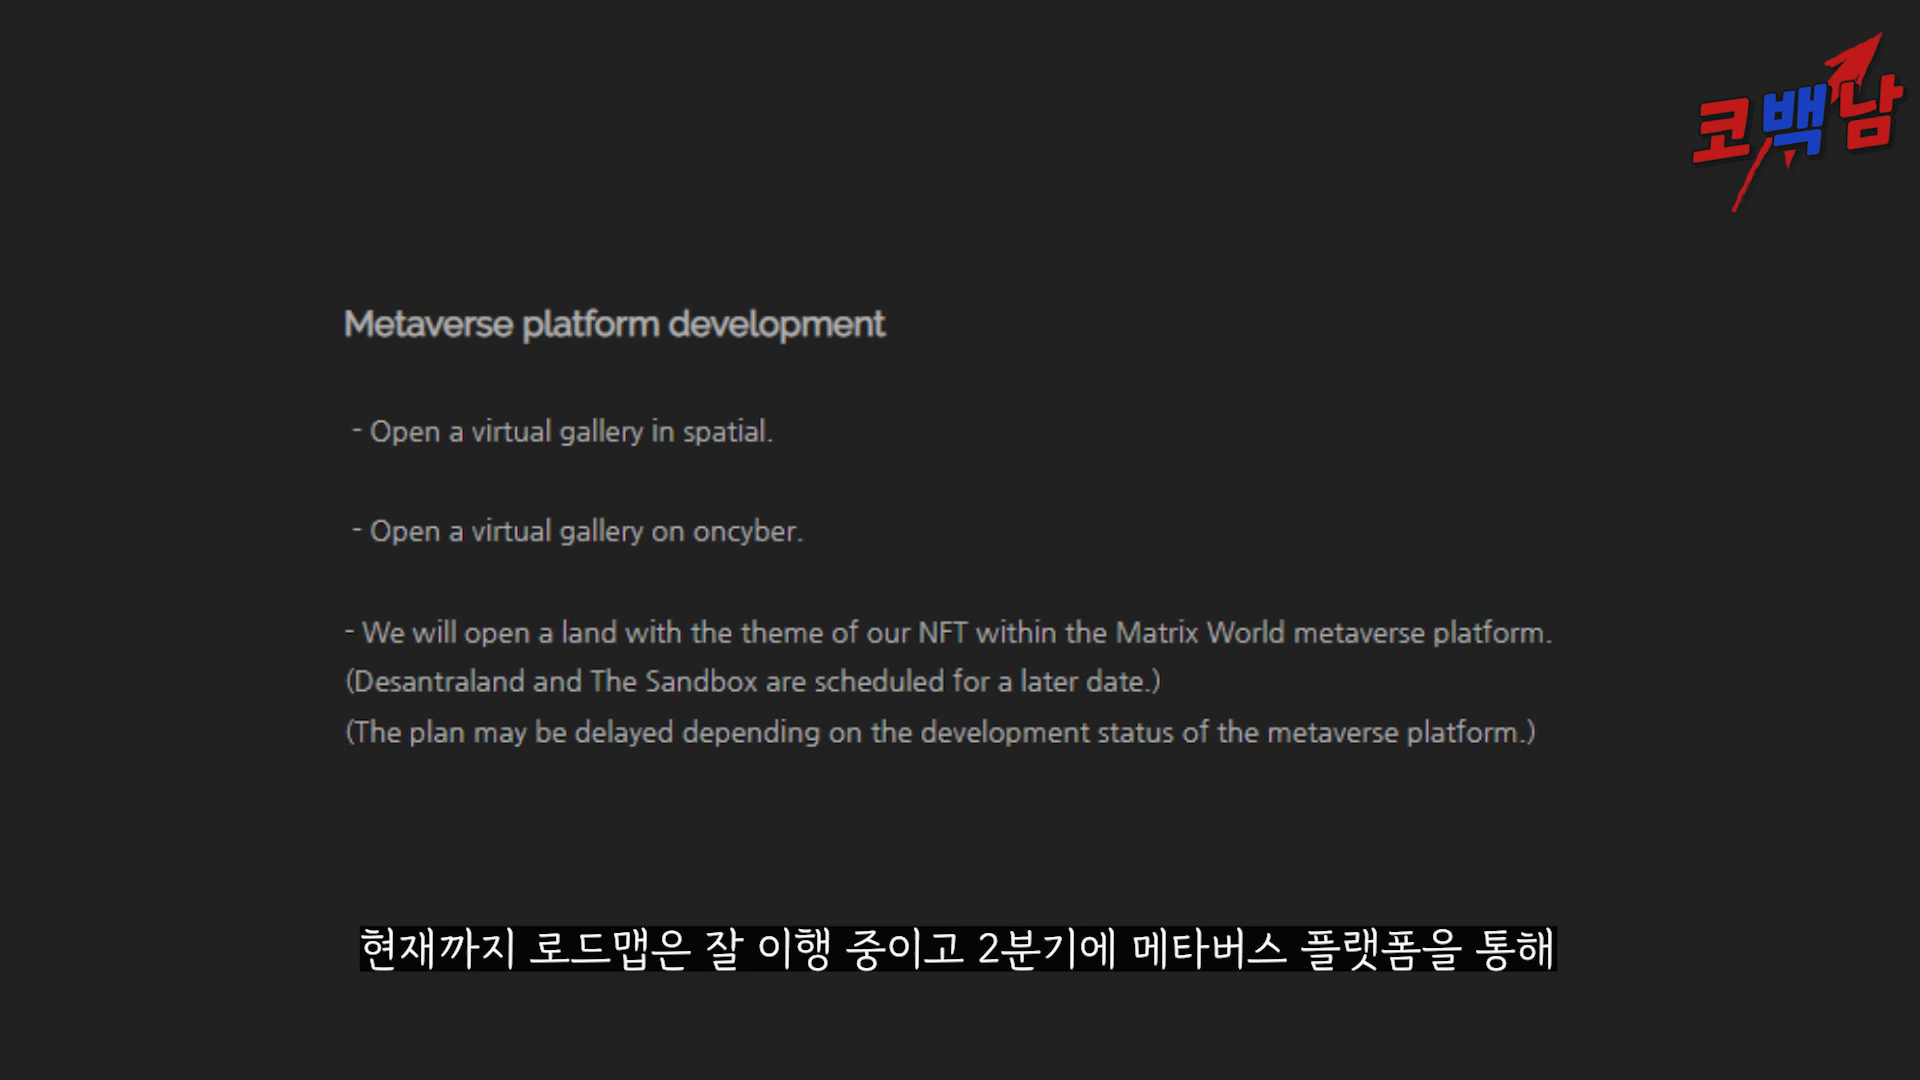 코백남
Metaverse platform development
- Open a virtual gallery in spatial.
- Open a virtual gallery on oncyber.
- We will open a land with the theme of our NFT within the Matrix World metaverse platform.
(Desantraland and The Sandbox are scheduled for a later date.)
(The plan may be delayed depending on the development status of the metaverse platform.)
현재까지 로드맵은 잘 이행 중이고 2분기에 메타버스 플랫폼을 통해